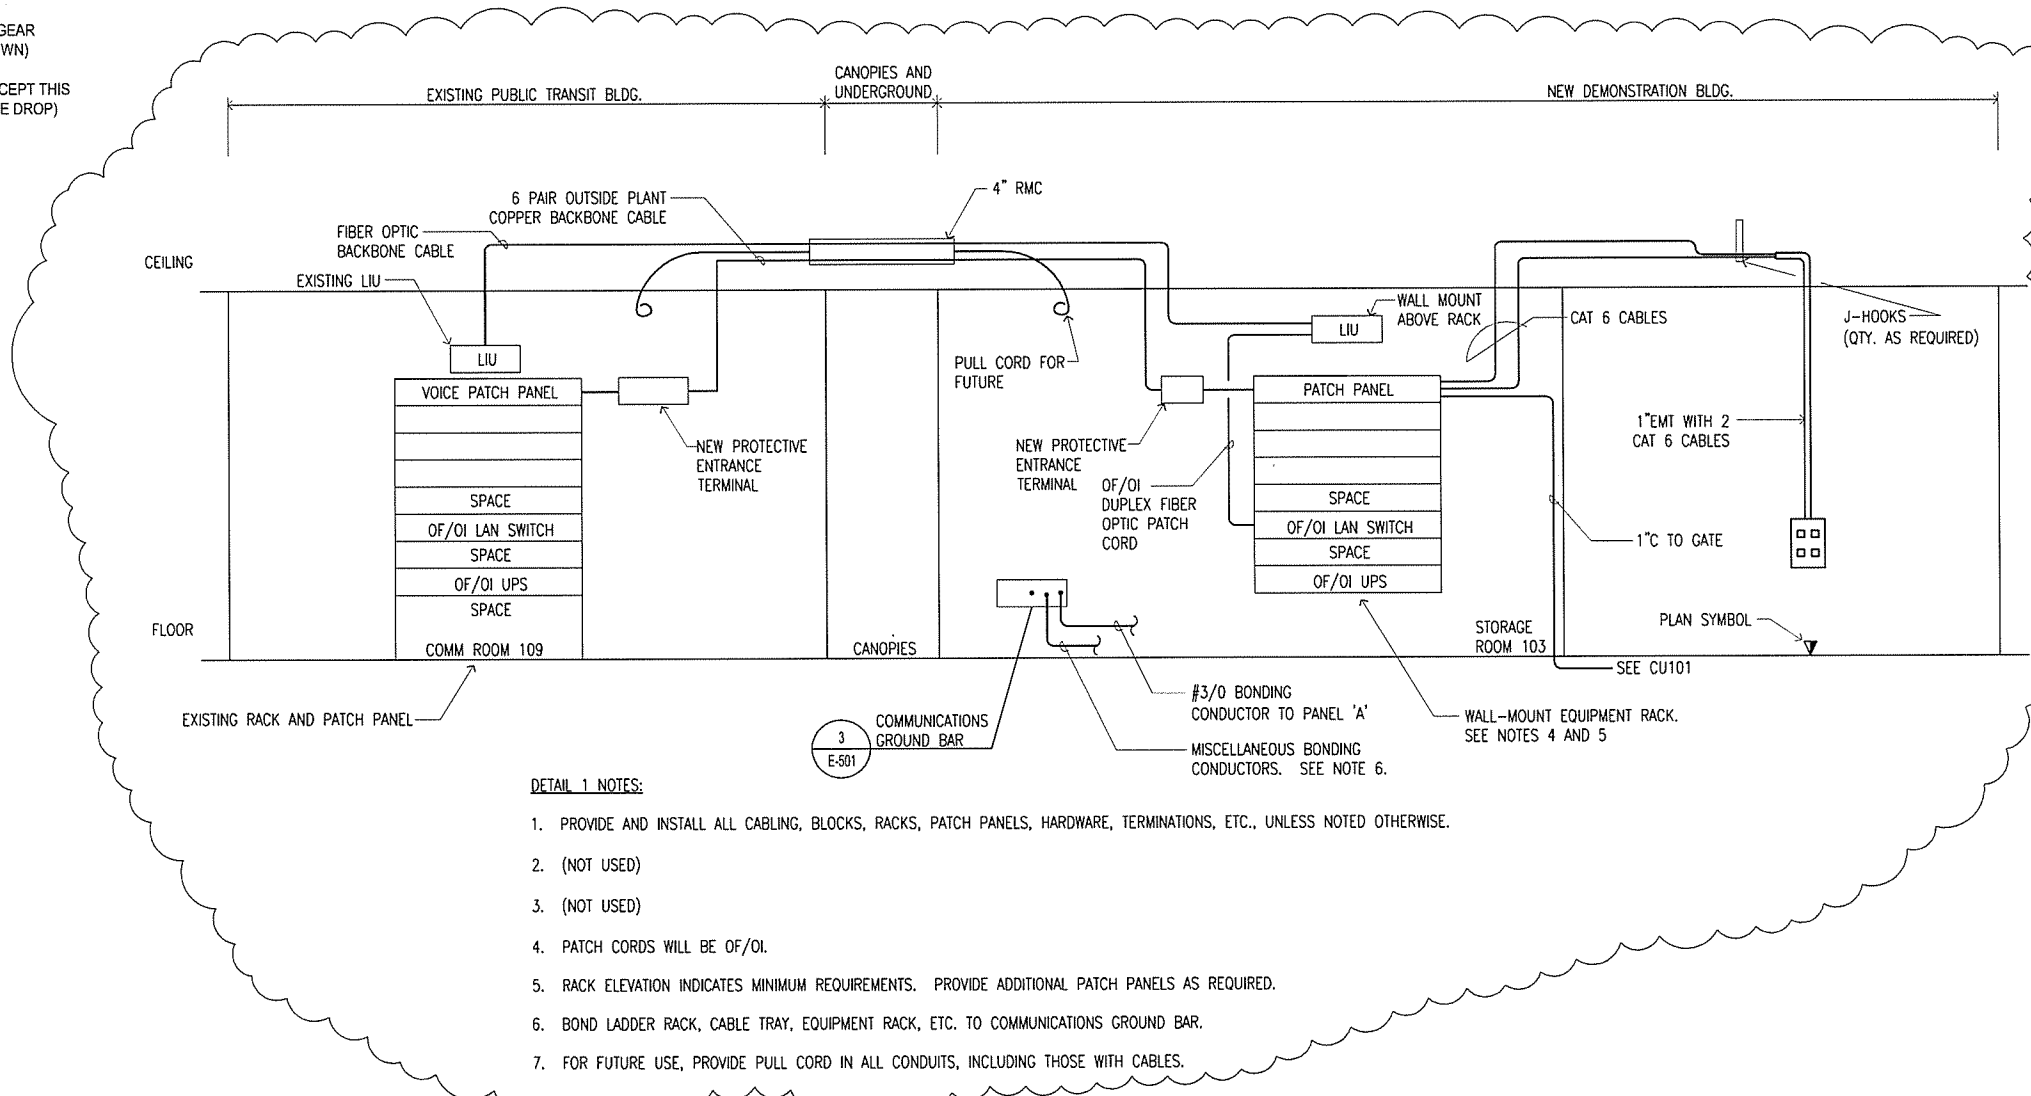 GEAR
WN)
CEPT THIS
E DROP)
EXISTING PUBLIC TRANSIT BLDG.
CANOPIES AND
UNDERGROUND
NEW DEMONSTRATION BLDG.
6 PAIR OUTSIDE PLANT
COPPER BACKBONE CABLE
4" RMC
FIBER OPTIC
BACKBONE CABLE
CEILING
EXISTING LIU
LIU
VOICE PATCH PANEL
SPACE
OF/OI LAN SWITCH
SPACE
OF/OI UPS
SPACE
COMM ROOM 109
FLOOR
EXISTING RACK AND PATCH PANEL
NEW PROTECTIVE
ENTRANCE
TERMINAL
CANOPIES
PULL CORD FOR
FUTURE
NEW PROTECTIVE
ENTRANCE
TERMINAL
OF/OI
DUPLEX FIBER
OPTIC PATCH
CORD
LIU
WALL MOUNT
ABOVE RACK
CAT 6 CABLES
J-HOOKS
(QTY. AS REQUIRED)
PATCH PANEL
SPACE
OF/OI LAN SWITCH
SPACE
OF/OI UPS
1"EMT WITH 2
CAT 6 CABLES
1"C TO GATE
PLAN SYMBOL
STORAGE
ROOM 103
SEE CU101
#3/0 BONDING
CONDUCTOR TO PANEL 'A'
WALL-MOUNT EQUIPMENT RACK.
SEE NOTES 4 AND 5
3
E-501
COMMUNICATIONS
GROUND BAR
MISCELLANEOUS BONDING
CONDUCTORS. SEE NOTE 6.
DETAIL 1 NOTES:
1. PROVIDE AND INSTALL ALL CABLING, BLOCKS, RACKS, PATCH PANELS, HARDWARE, TERMINATIONS, ETC., UNLESS NOTED OTHERWISE.
2. (NOT USED)
3. (NOT USED)
4. PATCH CORDS WILL BE OF/OI.
5. RACK ELEVATION INDICATES MINIMUM REQUIREMENTS. PROVIDE ADDITIONAL PATCH PANELS AS REQUIRED.
6. BOND LADDER RACK, CABLE TRAY, EQUIPMENT RACK, ETC. TO COMMUNICATIONS GROUND BAR.
7. FOR FUTURE USE, PROVIDE PULL CORD IN ALL CONDUITS, INCLUDING THOSE WITH CABLES.